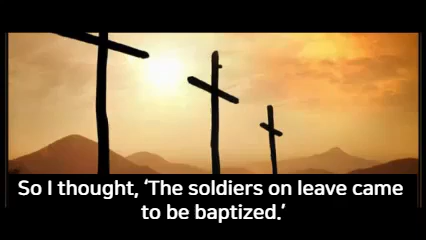 So I thought, ‘The soldiers on leave came
to be baptized.’